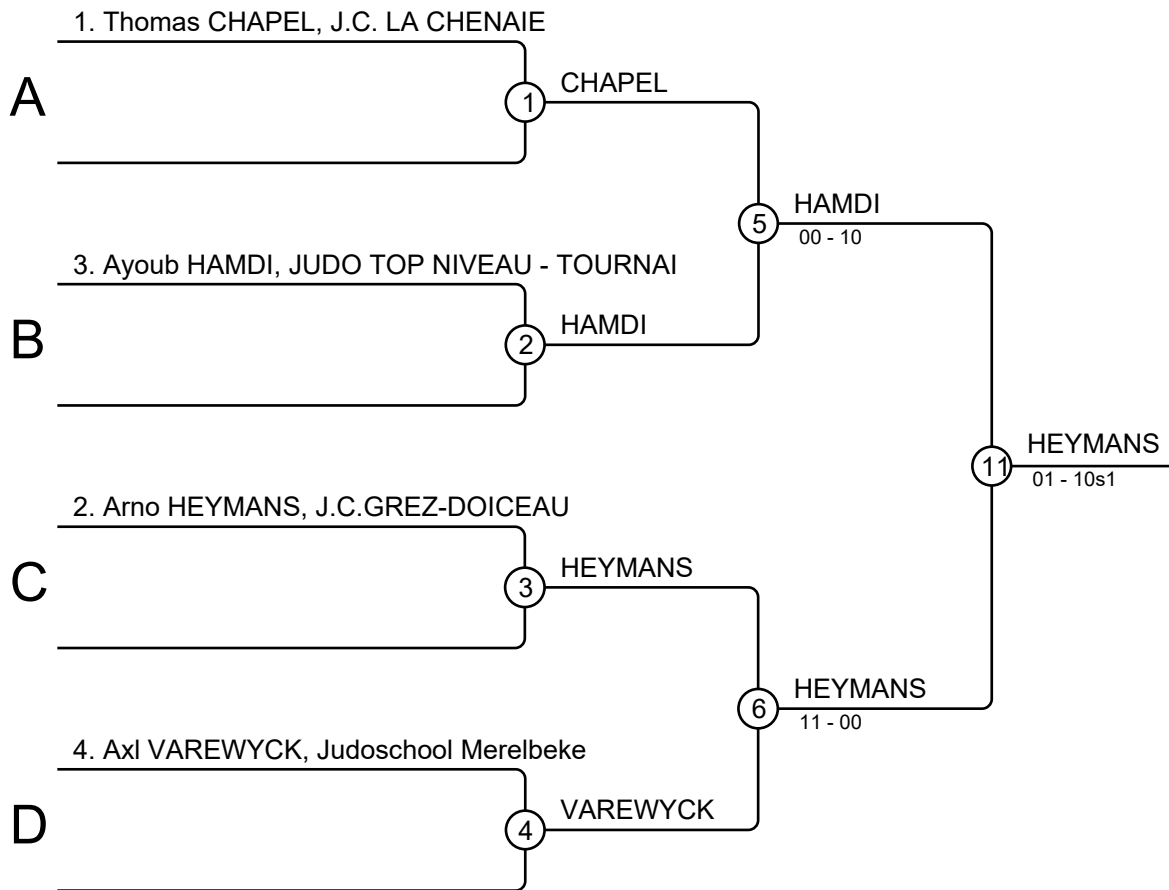 1. Thomas CHAPEL, J.C. LA CHENAIE
A
1
CHAPEL
5
HAMDI
00 - 10
3. Ayoub HAMDI, JUDO TOP NIVEAU - TOURNAI
B
2
HAMDI
11
HEYMANS
01 - 10s1
2. Arno HEYMANS, J.C.GREZ-DOICEAU
C
3
HEYMANS
6
HEYMANS
11 - 00
4. Axl VAREWYCK, Judoschool Merelbeke
D
4
VAREWYCK